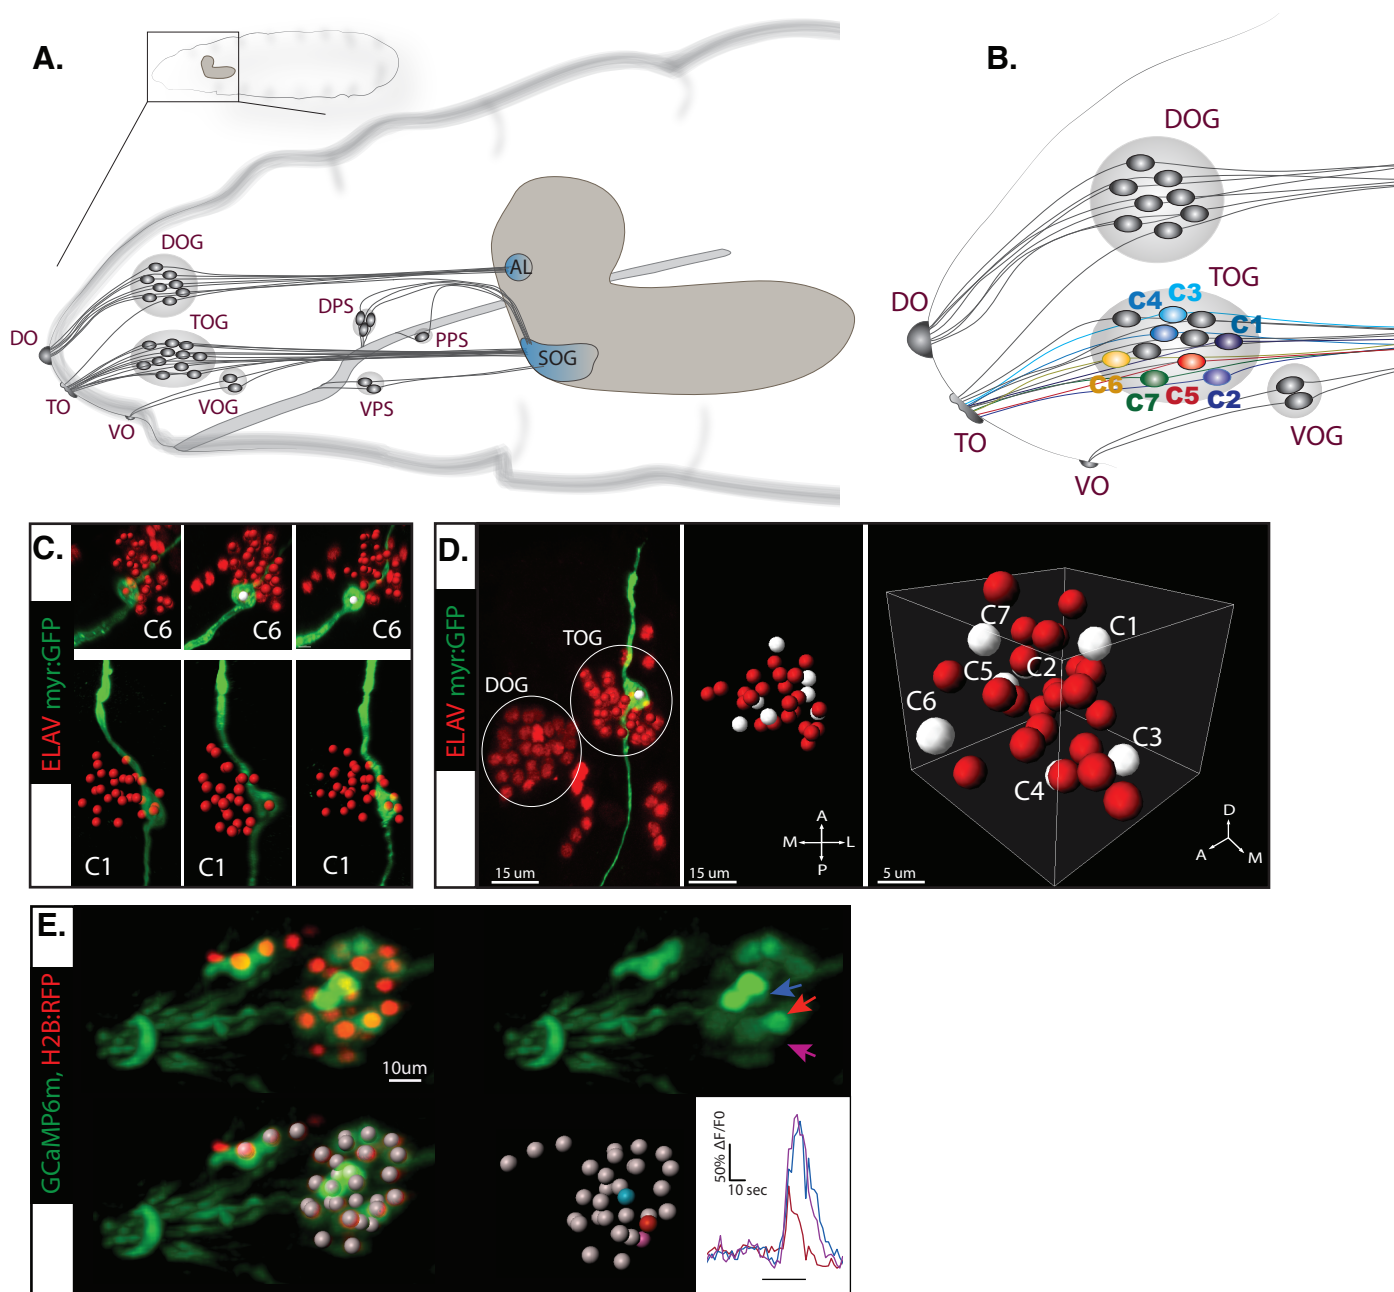 A.
DOG
TOG
DO
TO
VOG
VO
DPS
PPS
VPS
AL
SOG
B.
DOG
TOG
DO
C4
C3
C1
C6
C7
C5
C2
TO
VOG
VO
C.
ELAV myr:GFP
C6
C6
C6
C1
C1
C1
D.
ELAV myr:GFP
DOG
TOG
15 um
A
M
L
P
15 um
C7
C1
C2
C5
C6
C3
C4
D
A
M
5 um
E.
GCaMP6m, H2B:RFP
10um
50% ΔF/F0
10 sec